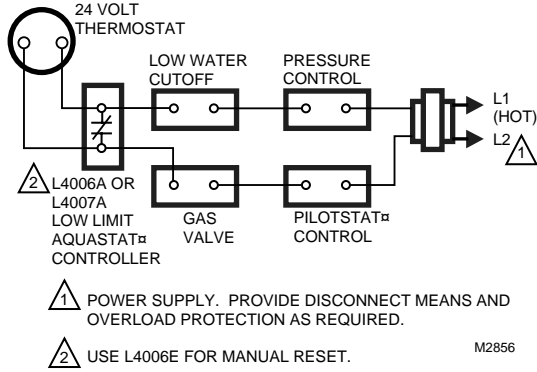 24 VOLT
THERMOSTAT
LOW WATER
CUTOFF
PRESSURE
CONTROL
L1
(HOT)
L2
1
2
L4006A OR
L4007A
LOW LIMIT
AQUASTAT¤
CONTROLLER
GAS
VALVE
PILOTSTAT¤
CONTROL
1 POWER SUPPLY. PROVIDE DISCONNECT MEANS AND
OVERLOAD PROTECTION AS REQUIRED.
2 USE L4006E FOR MANUAL RESET.
M2856